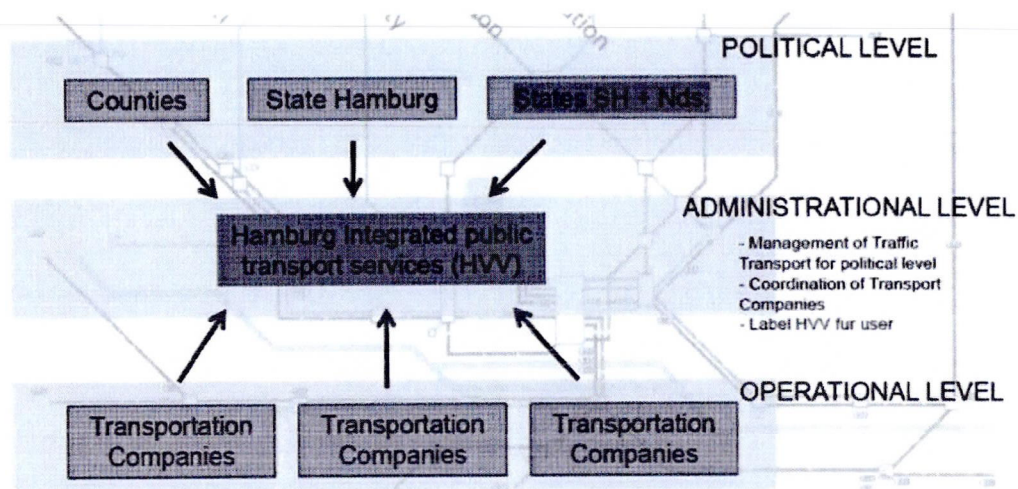 POLITICAL LEVEL
Counties
State Hamburg
States SH + Nds.
ADMINISTRATIONAL LEVEL
- Management of Traffic
Transport for political level
- Coordination of Transport
Companies
- Label HVV fur user
Hamburg Integrated public
transport services (HVV)
OPERATIONAL LEVEL
Transportation
Companies
Transportation
Companies
Transportation
Companies